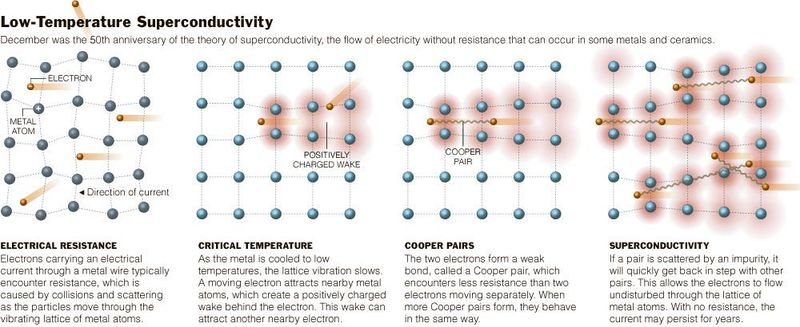 Low-Temperature Superconductivity
December was the 50th anniversary of the theory of superconductivity, the flow of electricity without resistance that can occur in some metals and ceramics.
ELECTRON
METAL
ATOM
+
◄ Direction of current
POSITIVELY
CHARGED WAKE
COOPER
PAIR
ELECTRICAL RESISTANCE
Electrons carrying an electrical
current through a metal wire typically
encounter resistance, which is
caused by collisions and scattering
as the particles move through the
vibrating lattice of metal atoms.
CRITICAL TEMPERATURE
As the metal is cooled to low
temperatures, the lattice vibration slows.
A moving electron attracts nearby metal
atoms, which create a positively charged
wake behind the electron. This wake can
attract another nearby electron.
COOPER PAIRS
The two electrons form a weak
bond, called a Cooper pair, which
encounters less resistance than two
electrons moving separately. When
more Cooper pairs form, they behave
in the same way.
SUPERCONDUCTIVITY
If a pair is scattered by an impurity, it
will quickly get back in step with other
pairs. This allows the electrons to flow
undisturbed through the lattice of
metal atoms. With no resistance, the
current may persist for years.